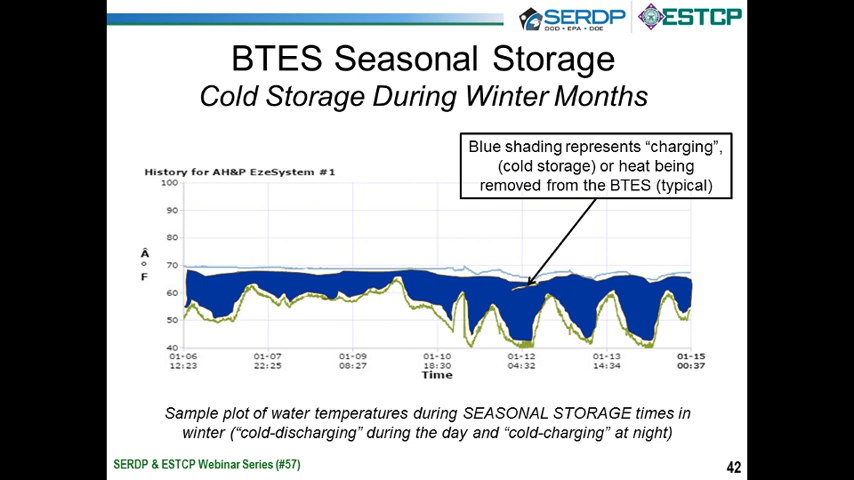 SERDP
DOD • EPA • DOE
ESTCP
BTES Seasonal Storage
Cold Storage During Winter Months
Blue shading represents “charging”,
(cold storage) or heat being
removed from the BTES (typical)
History for AH&P EzeSystem #1
100
90
80
70
60
50
40
Â
°
F
01-06 01-07 01-09 01-10 01-12 01-13 01-15
12:23 22:25 08:27 18:30 04:32 14:34 00:37
Time
Sample plot of water temperatures during SEASONAL STORAGE times in
winter (“cold-discharging” during the day and “cold-charging” at night)
SERDP & ESTCP Webinar Series (#57)
42